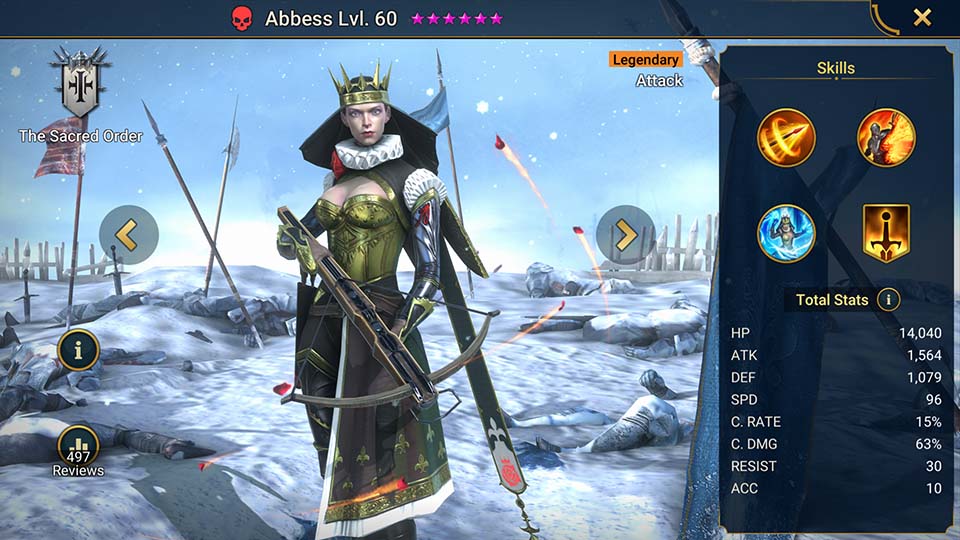 Abbess Lvl. 60
The Sacred Order
Legendary
Attack
497
Reviews
Skills
Total Stats i
HP 14,040
ATK 1,564
DEF 1,079
SPD 96
C. RATE 15%
C. DMG 63%
RESIST 30
ACC 10